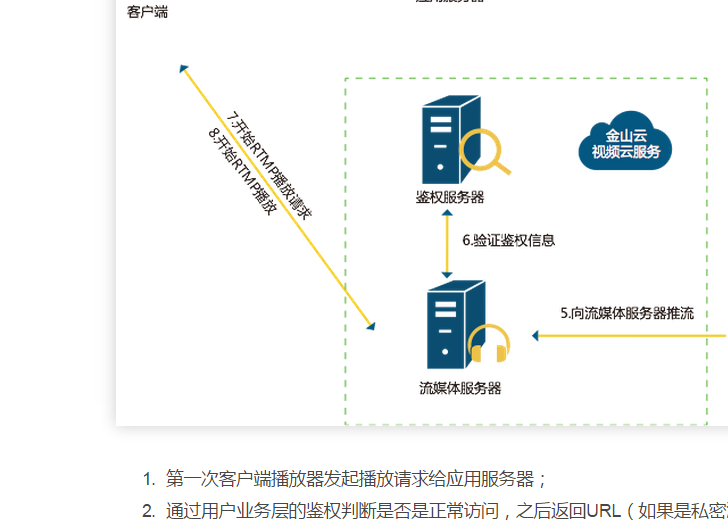 客户端
应用服务器
金山云
视频云服务
7.开始RTMP播放请求
8.开始RTMP播放
鉴权服务器
6.验证鉴权信息
5.向流媒体服务器推流
流媒体服务器
1. 第一次客户端播放器发起播放请求给应用服务器；
2. 通过用户业务层的鉴权判断是否是正常访问，之后返回URL（如果是私密